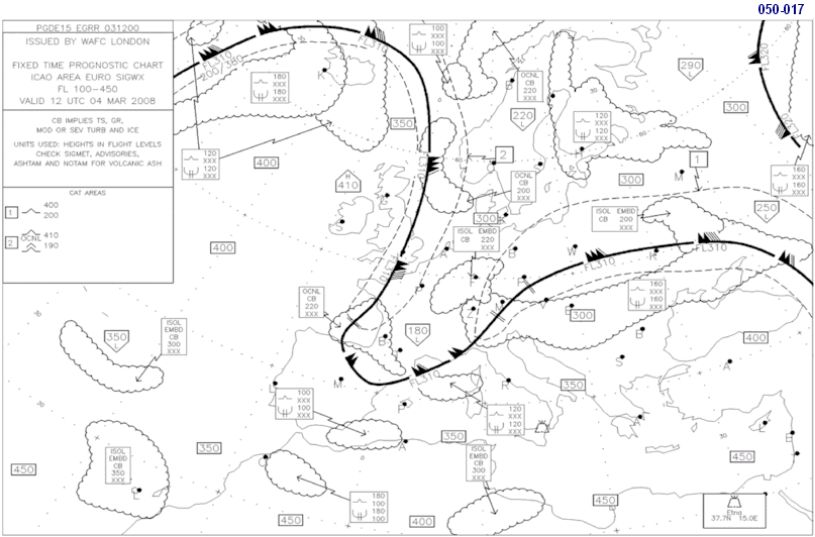 050-017
PGDE15 EGRR 031200
ISSUED BY WAFC LONDON
FIXED TIME PROGNOSTIC CHART
ICAO AREA EURO SIGWX
FL 100-450
VALID 12 UTC 04 MAR 2008
CB IMPLIES TS, GR,
MOD OR SEV TURB AND ICE
UNITS USED: HEIGHTS IN FLIGHT LEVELS
CHECK SIGMET, ADVISORIES,
ASHTAM AND NOTAM FOR VOLCANIC ASH
CAT AREAS
1
400
200
2
OCNL
410
190
FL310
200/380
FL310
100
XXX
100
XXX
FL320
290
L
180
XXX
180
XXX
OCNL
CB
220
XXX
220
L
300
350
120
XXX
120
XXX
120
XXX
120
XXX
400
2
1
H
410
OCNL
CB
200
XXX
300
M
160
XXX
160
XXX
250
L
300
ISOL EMBD
CB
200
XXX
ISOL EMBD
CB
220
XXX
400
W
K
FL310
FL310
160
XXX
160
XXX
OCNL
CB
220
XXX
300
350
L
ISOL
EMBD
CB
300
XXX
180
L
B
400
S
A
FL310
M
R
350
100
XXX
100
XXX
P
120
XXX
120
XXX
350
350
A
ISOL
EMBD
CB
350
XXX
ISOL
EMBD
CB
300
XXX
450
450
180
XXX
180
100
450
400
450
Etna
37.7N 15.0E